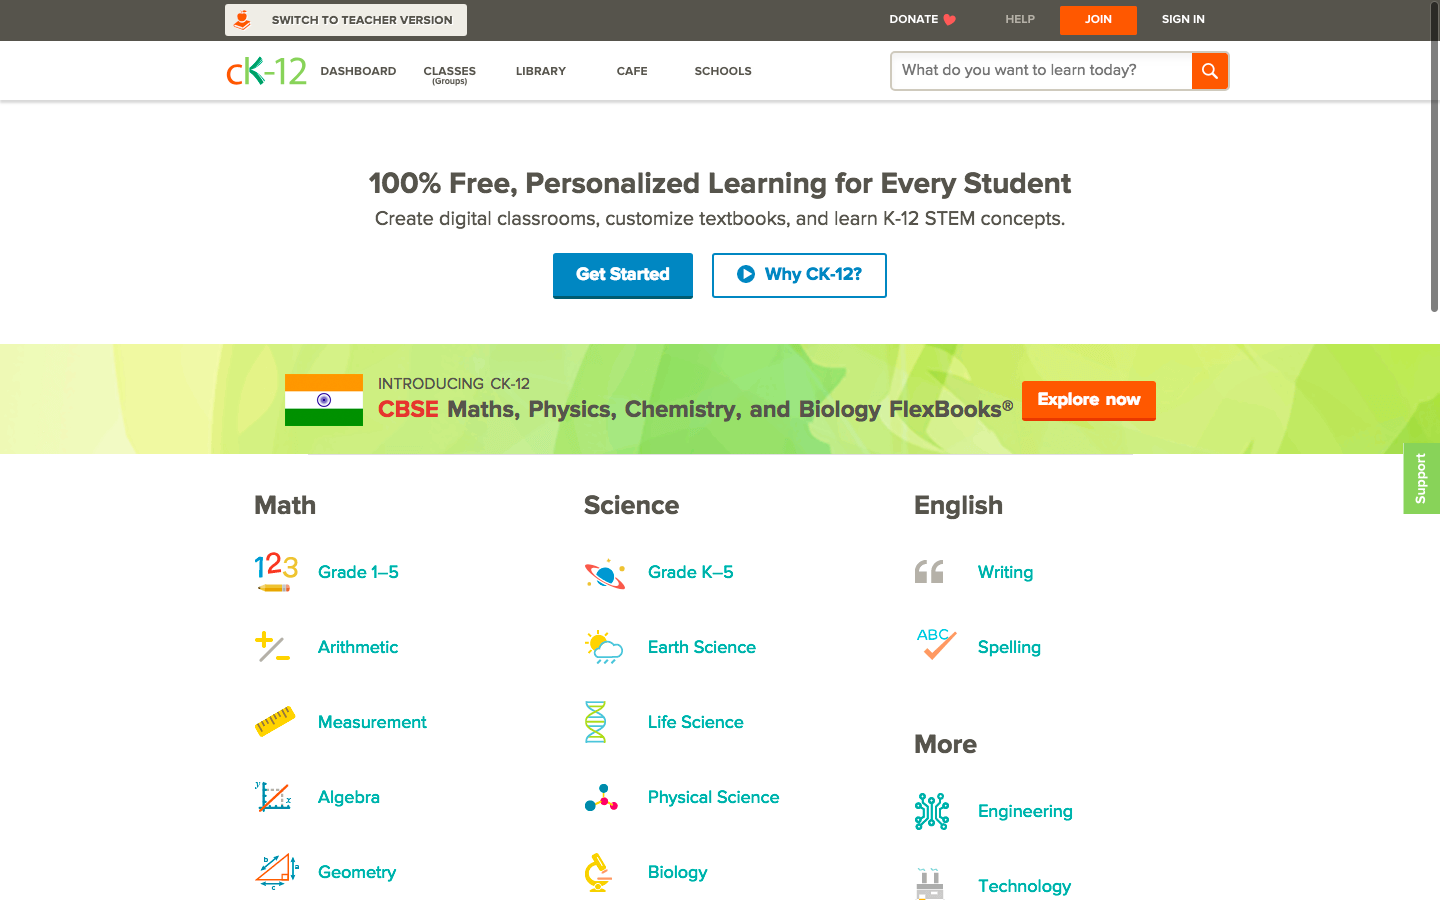 SWITCH TO TEACHER VERSION
DONATE
HELP
JOIN
SIGN IN
cK-12
DASHBOARD
CLASSES
(Groups)
LIBRARY
CAFE
SCHOOLS
What do you want to learn today?
100% Free, Personalized Learning for Every Student
Create digital classrooms, customize textbooks, and learn K-12 STEM concepts.
Get Started
Why CK-12?
INTRODUCING CK-12
CBSE Maths, Physics, Chemistry, and Biology FlexBooks®
Explore now
Support
Math
123
Grade 1–5
Arithmetic
Measurement
y
x
Algebra
b
a
c
Geometry
Science
Grade K–5
Earth Science
Life Science
Physical Science
Biology
English
Writing
ABC
Spelling
More
Engineering
Technology